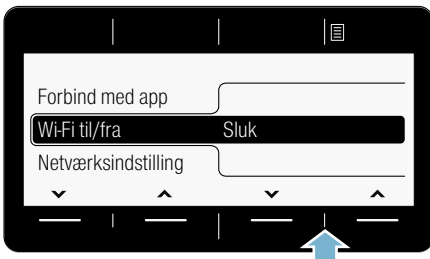 Forbind med app
Wi-Fi til/fra Sluk
Netværksindstilling